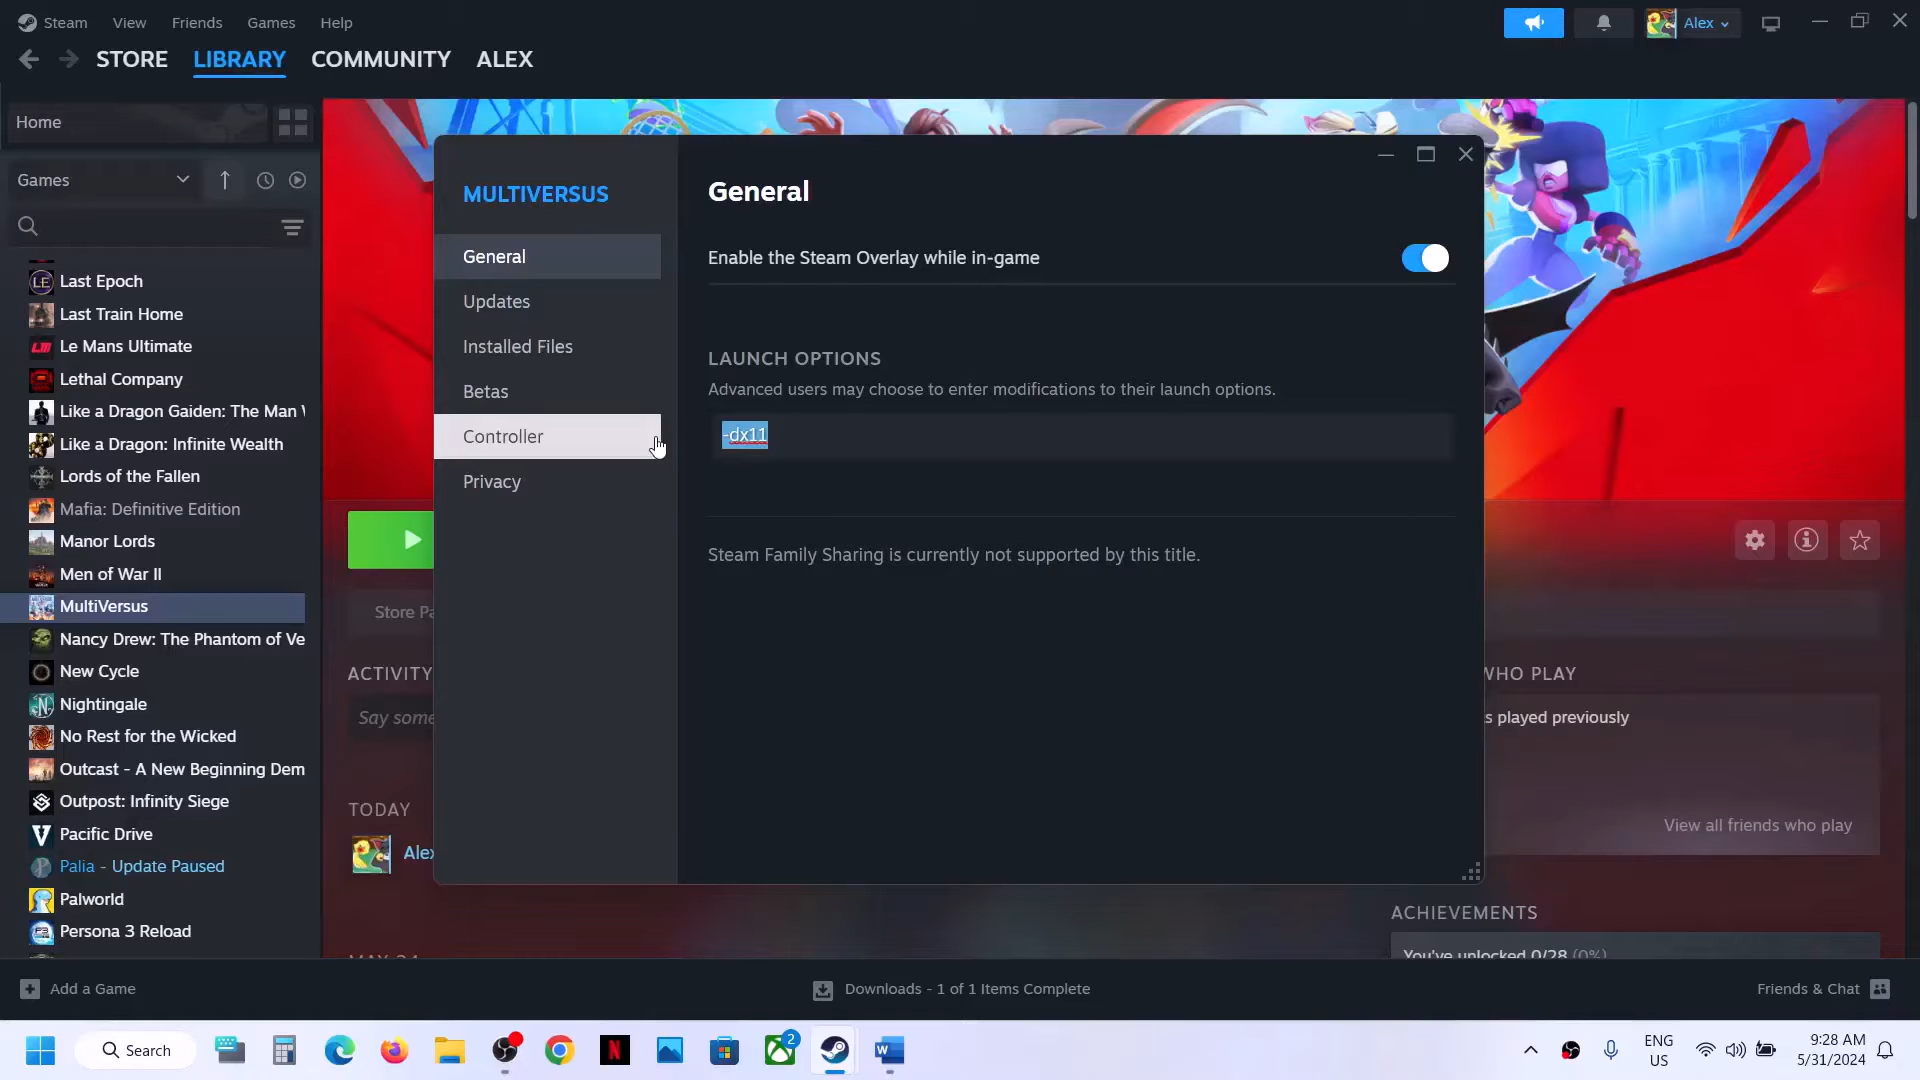 Steam View Friends Games Help
Alex
STORE LIBRARY COMMUNITY ALEX
Home
Games
Last Epoch
Last Train Home
Le Mans Ultimate
Lethal Company
Like a Dragon Gaiden: The Man
Like a Dragon: Infinite Wealth
Lords of the Fallen
Mafia: Definitive Edition
Manor Lords
Men of War II
MultiVersus
Nancy Drew: The Phantom of Ve
New Cycle
Nightingale
No Rest for the Wicked
Outcast - A New Beginning Dem
Outpost: Infinity Siege
Pacific Drive
Palia - Update Paused
Palworld
Persona 3 Reload
MULTIVERSUS
General
Updates
Installed Files
Betas
Controller
Privacy
General
Enable the Steam Overlay while in-game
LAUNCH OPTIONS
Advanced users may choose to enter modifications to their launch options.
-dx11
Steam Family Sharing is currently not supported by this title.
Store Pa
ACTIVITY
Say some
TODAY
Alex
MAY 24
WHO PLAY
s played previously
View all friends who play
ACHIEVEMENTS
You've unlocked 0/28 (0%)
Add a Game
Downloads - 1 of 1 Items Complete
Friends & Chat
Search
2
ENG
US
9:28 AM
5/31/2024